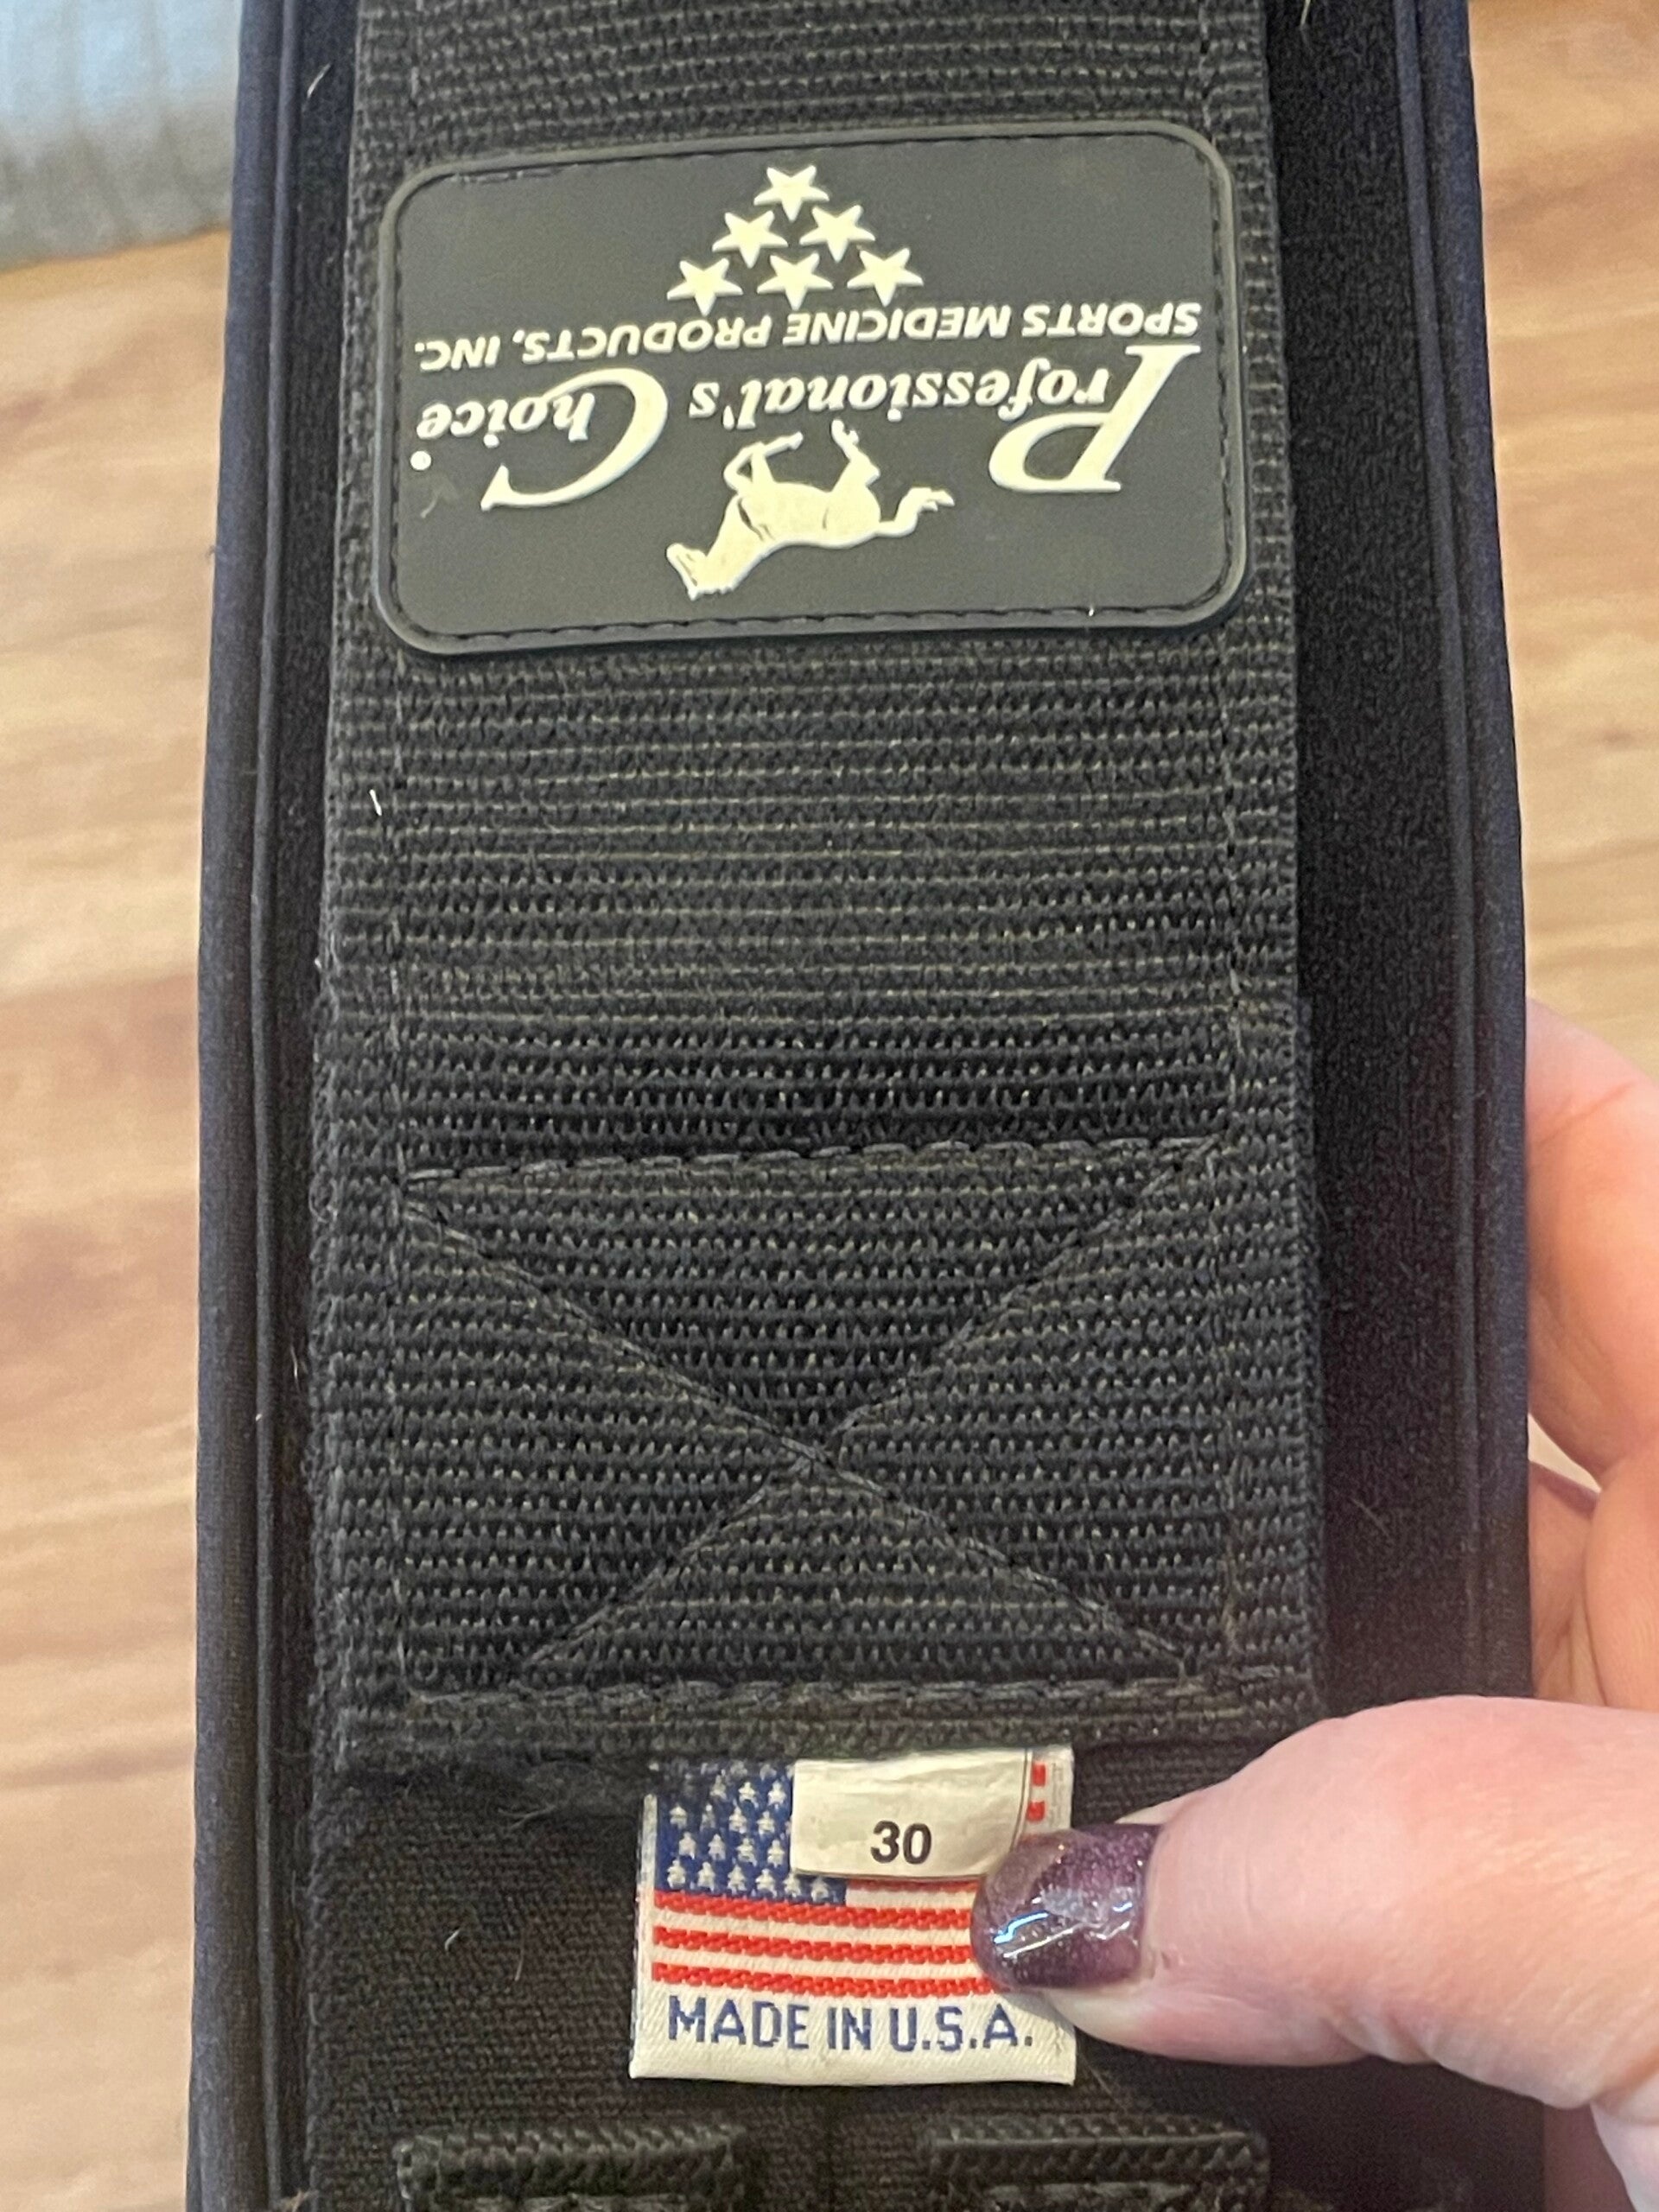 Professional's Choice
SPORTS MEDICINE PRODUCTS, INC.
30
MADE IN U.S.A.